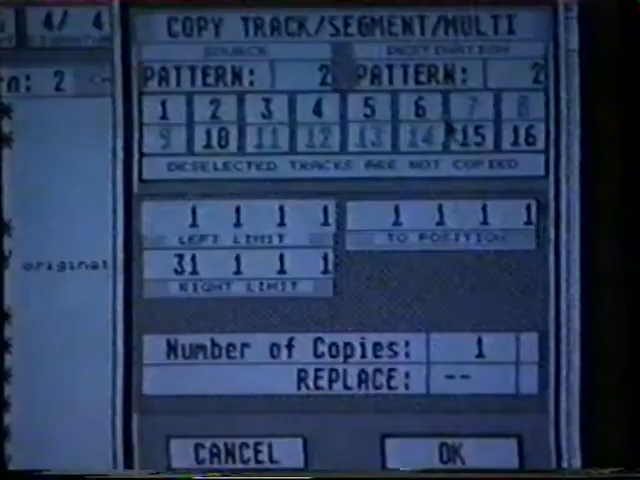 4/ 4
COPY TRACK/SEGMENT/MULTI
SOURCE DESTINATION
n: 2
PATTERN: 2 PATTERN: 2
1 2 3 4 5 6 7 8
9 10 11 12 13 14 15 16
DESELECTED TRACKS ARE NOT COPIED
1 1 1 1 1 1 1 1
LEFT LIMIT TO POSITION
original
31 1 1 1
RIGHT LIMIT
Number of Copies: 1
REPLACE: --
CANCEL OK